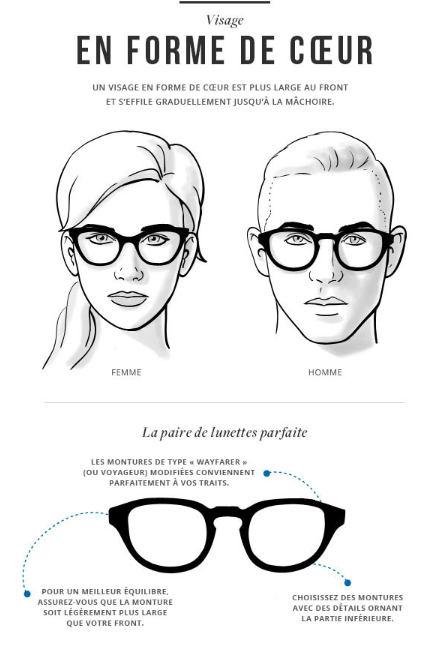 Visage
EN FORME DE CŒUR
UN VISAGE EN FORME DE CŒUR EST PLUS LARGE AU FRONT
ET S'EFFILE GRADUELLEMENT JUSQU'À LA MÂCHOIRE.
FEMME
HOMME
La paire de lunettes parfaite
LES MONTURES DE TYPE « WAYFARER »
(OU VOYAGEUR) MODIFIÉES CONVIENNENT
PARFAITEMENT À VOS TRAITS.
POUR UN MEILLEUR ÉQUILIBRE,
ASSUREZ-VOUS QUE LA MONTURE
SOIT LÉGÈREMENT PLUS LARGE
QUE VOTRE FRONT.
CHOISISSEZ DES MONTURES
AVEC DES DÉTAILS ORNANT
LA PARTIE INFÉRIEURE.